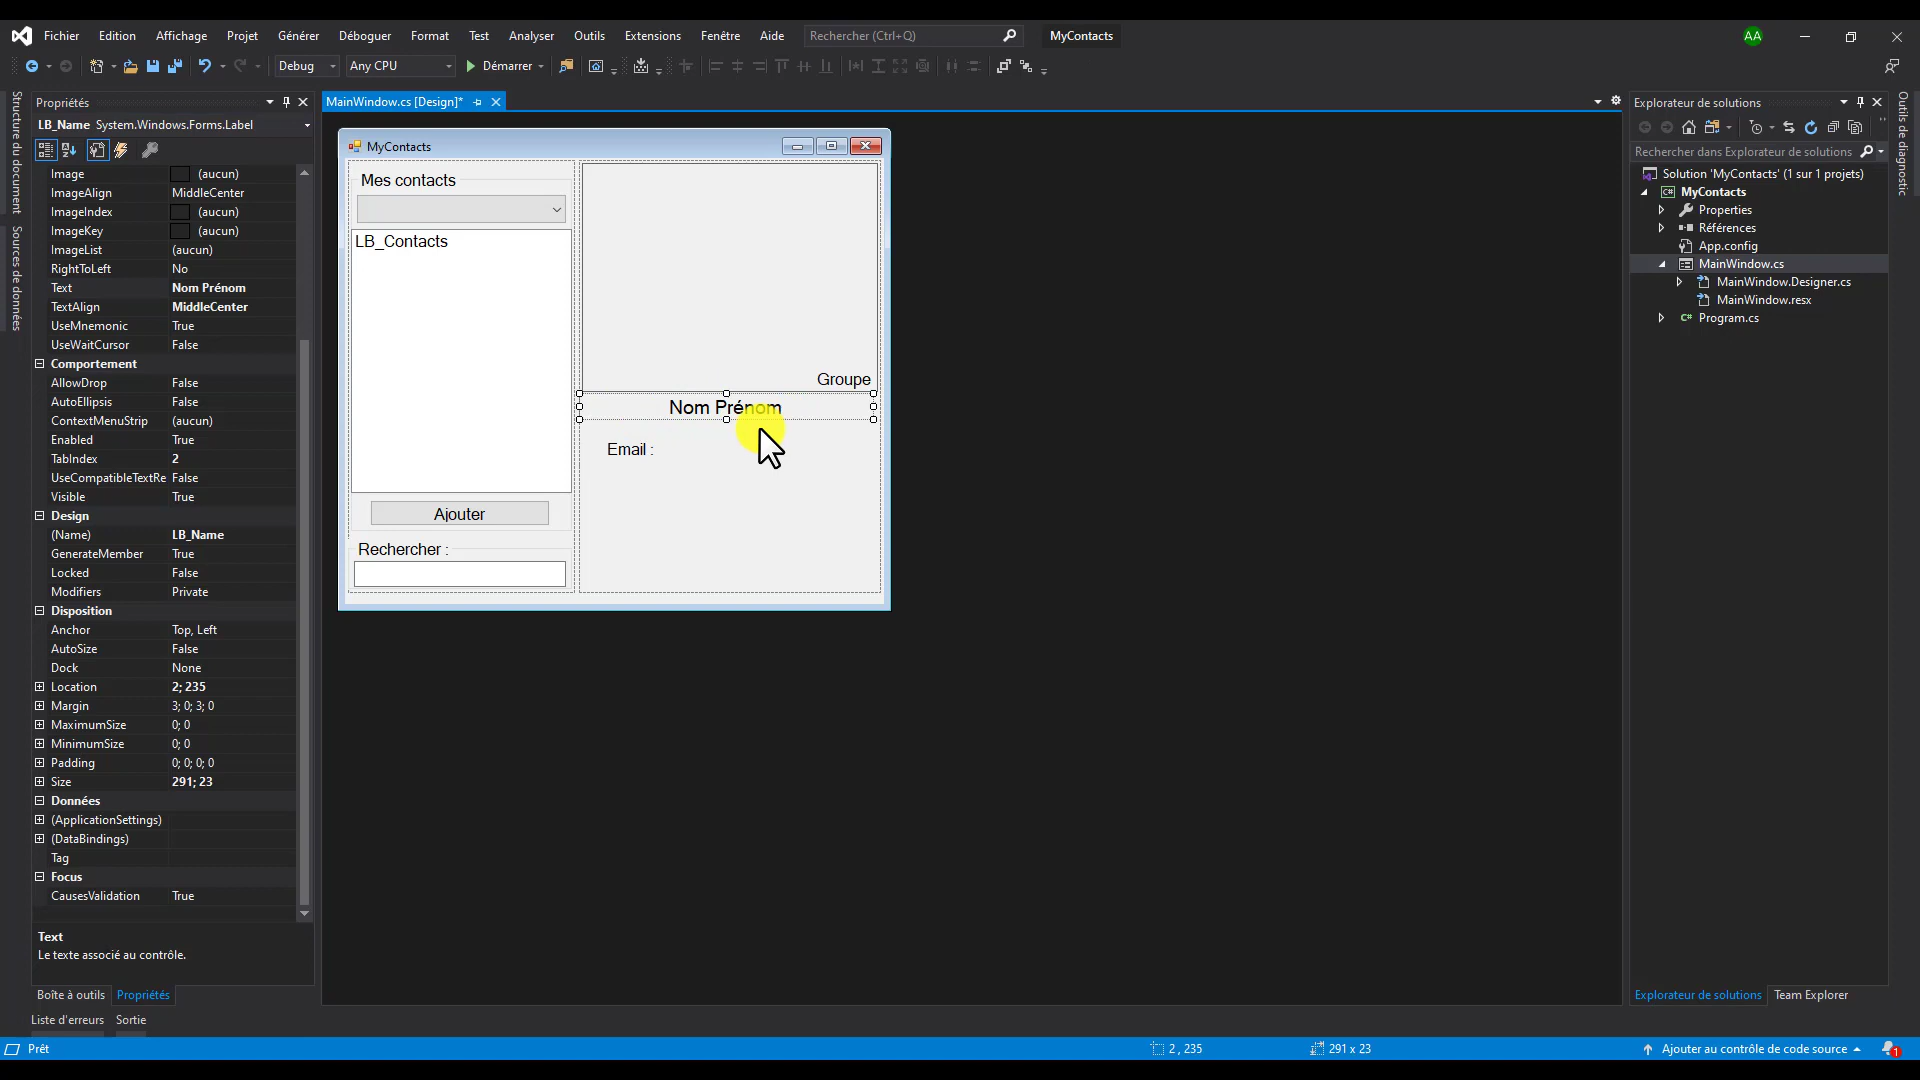 Fichier Edition Affichage Projet Générer Déboguer Format Test Analyser Outils Extensions Fenêtre Aide Rechercher (Ctrl+Q) MyContacts AA
Debug Any CPU Démarrer
Structure du document
Sources de données
Propriétés
LB_Name System.Windows.Forms.Label
Image (aucun)
ImageAlign MiddleCenter
ImageIndex (aucun)
ImageKey (aucun)
ImageList (aucun)
RightToLeft No
Text Nom Prénom
TextAlign MiddleCenter
UseMnemonic True
UseWaitCursor False
Comportement
AllowDrop False
AutoEllipsis False
ContextMenuStrip (aucun)
Enabled True
TabIndex 2
UseCompatibleTextRe False
Visible True
Design
(Name) LB_Name
GenerateMember True
Locked False
Modifiers Private
Disposition
Anchor Top, Left
AutoSize False
Dock None
Location 2; 235
Margin 3; 0; 3; 0
MaximumSize 0; 0
MinimumSize 0; 0
Padding 0; 0; 0; 0
Size 291; 23
Données
(ApplicationSettings)
(DataBindings)
Tag
Focus
CausesValidation True
Text
Le texte associé au contrôle.
Boîte à outils Propriétés
Liste d'erreurs Sortie
MainWindow.cs [Design]*
MyContacts
Mes contacts
LB_Contacts
Ajouter
Rechercher :
Groupe
Nom Prénom
Email :
Explorateur de solutions
Rechercher dans Explorateur de solutions
Solution 'MyContacts' (1 sur 1 projets)
MyContacts
Properties
Références
App.config
MainWindow.cs
MainWindow.Designer.cs
MainWindow.resx
Program.cs
Explorateur de solutions Team Explorer
Outils de diagnostic
Prêt 2 , 235 291 x 23 Ajouter au contrôle de code source 1